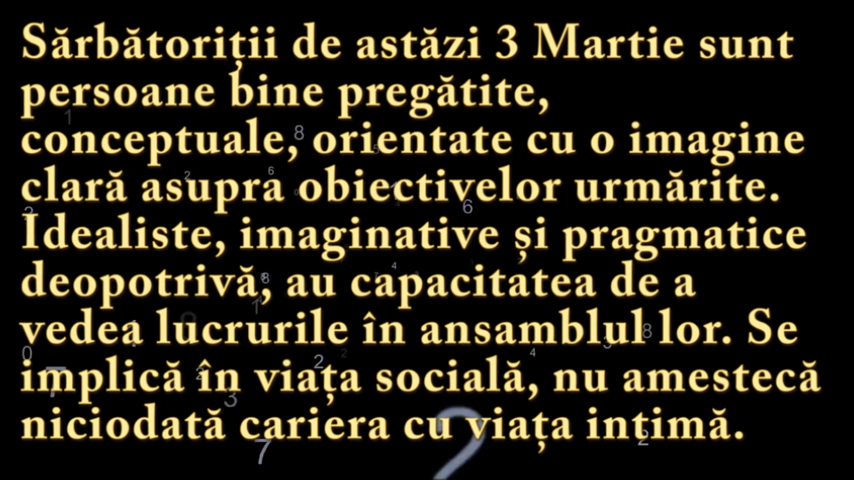 Sărbătoriții de astăzi 3 Martie sunt
persoane bine pregătite,
conceptuale, orientate cu o imagine
clară asupra obiectivelor urmărite.
Idealiste, imaginative și pragmatice
deopotrivă, au capacitatea de a
vedea lucrurile în ansamblul lor. Se
implică în viața socială, nu amestecă
niciodată cariera cu viața intimă.